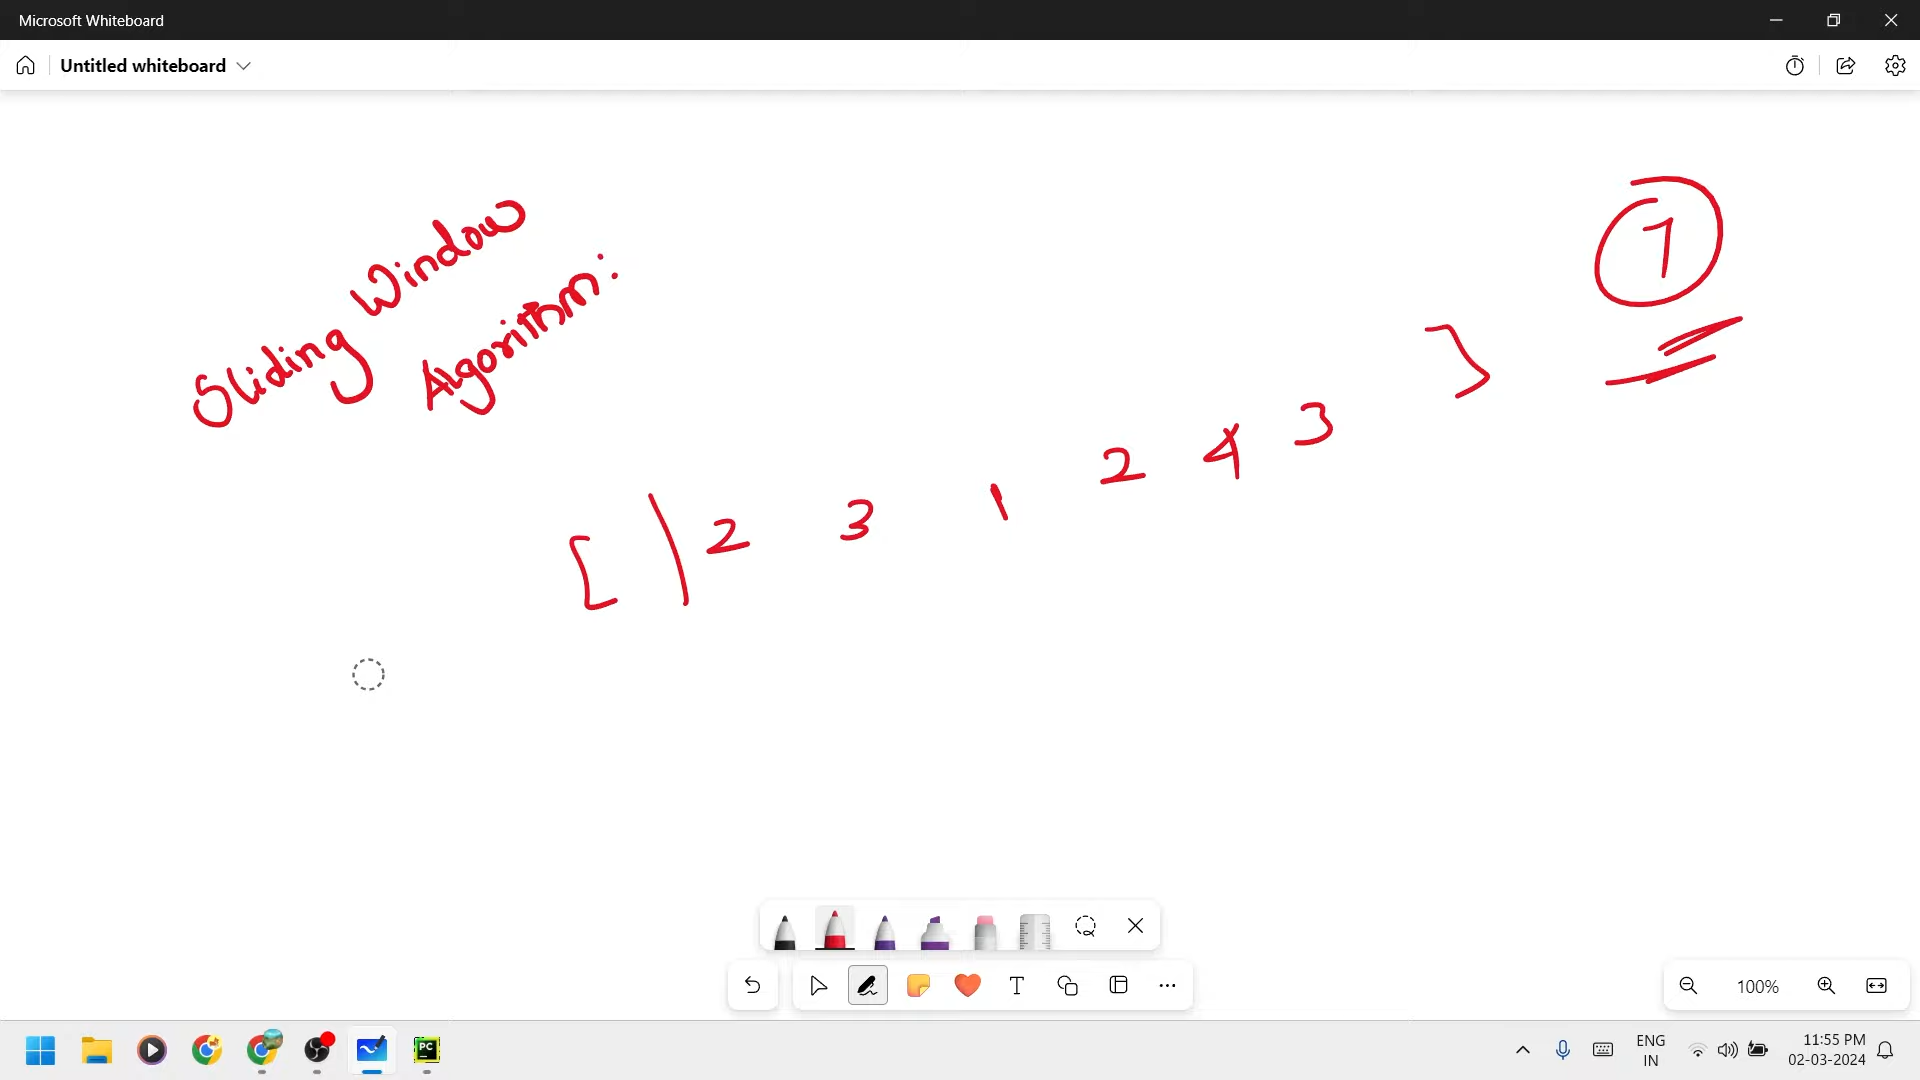 Microsoft Whiteboard
Untitled whiteboard
Sliding Window
Algorithm:
7
[ | 2 3 1 2 4 3 ]
100%
PC
ENG
IN
11:55 PM
02-03-2024